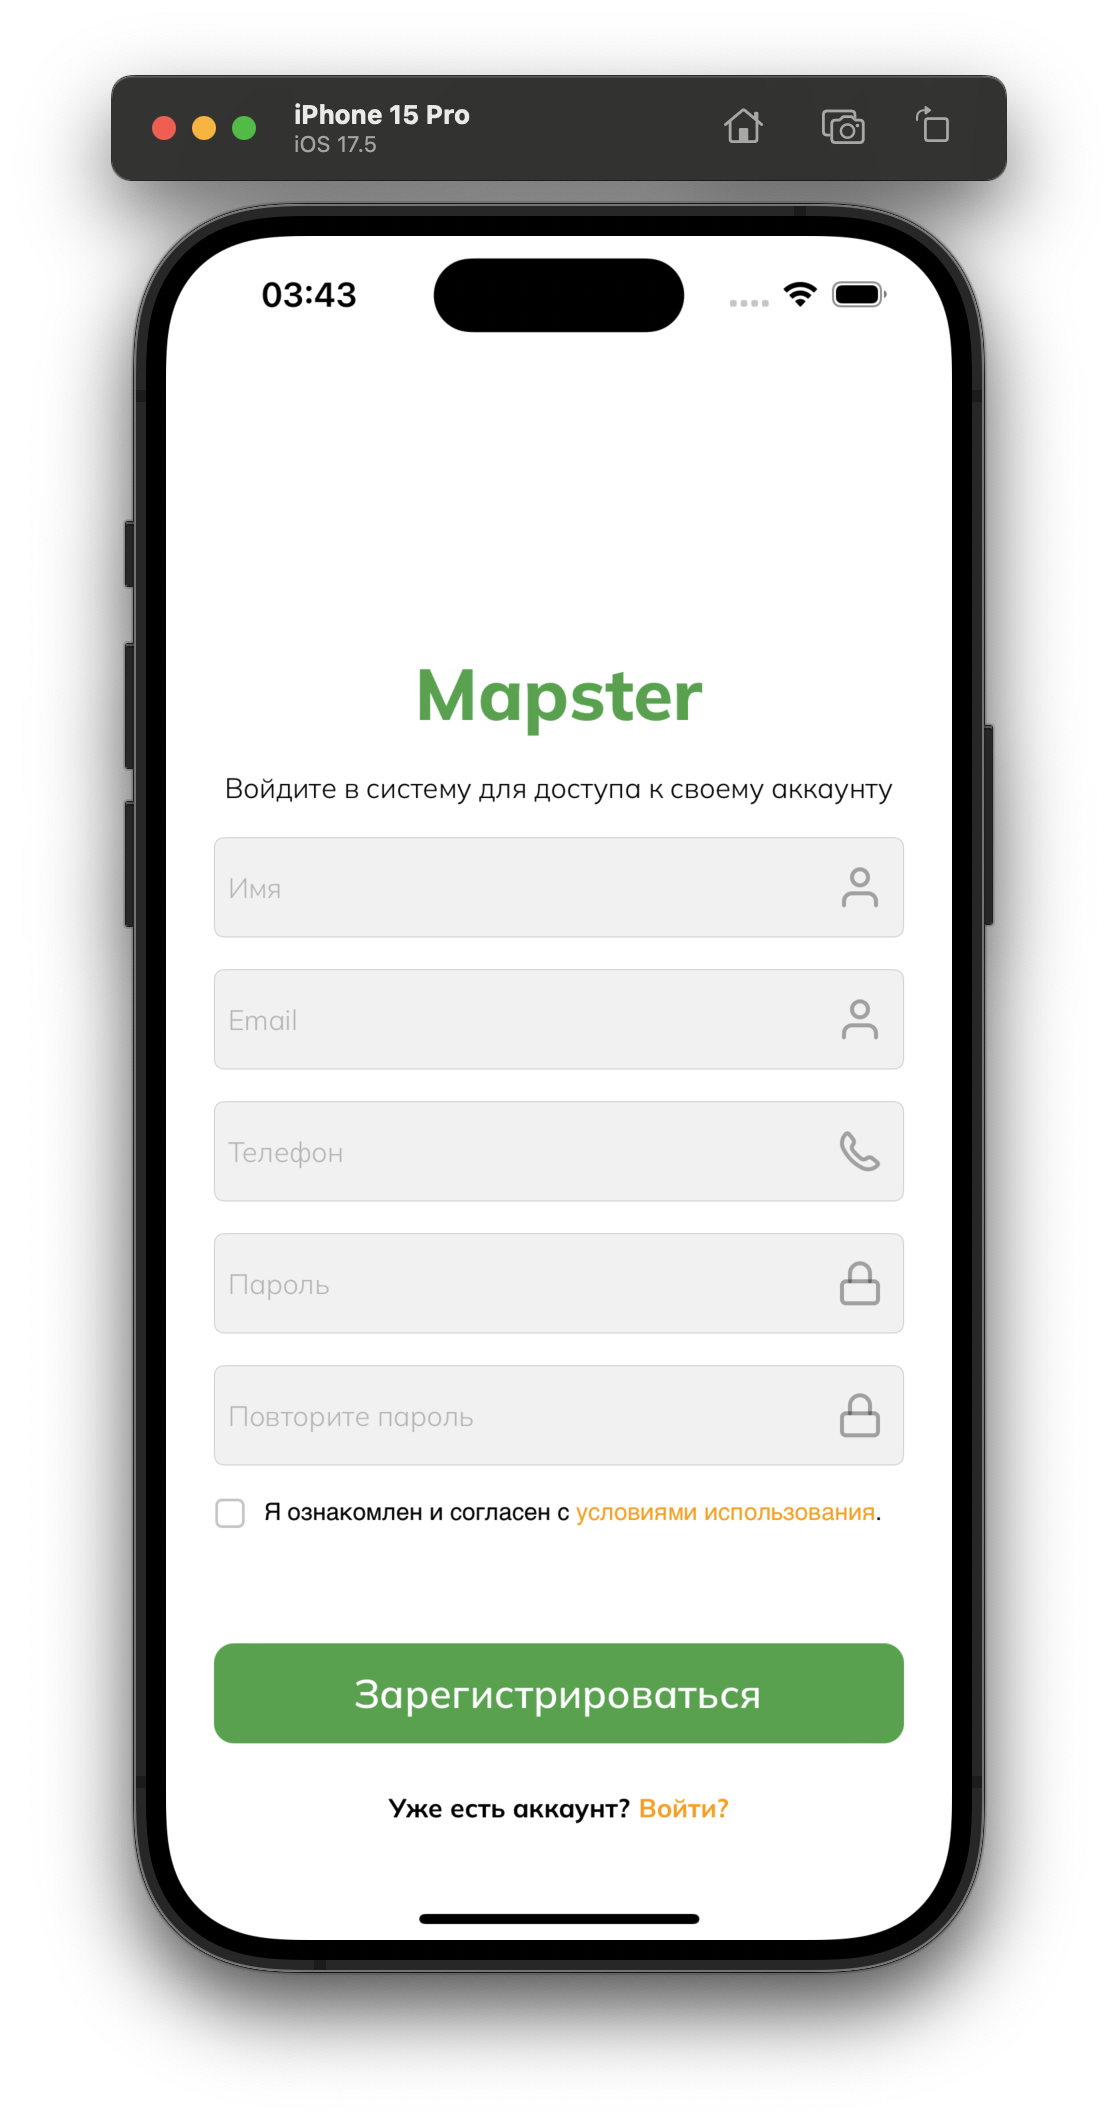 iPhone 15 Pro
iOS 17.5
03:43
Mapster
Войдите в систему для доступа к своему аккаунту
Имя
Email
Телефон
Пароль
Повторите пароль
Я ознакомлен и согласен с условиями использования.
Зарегистрироваться
Уже есть аккаунт? Войти?